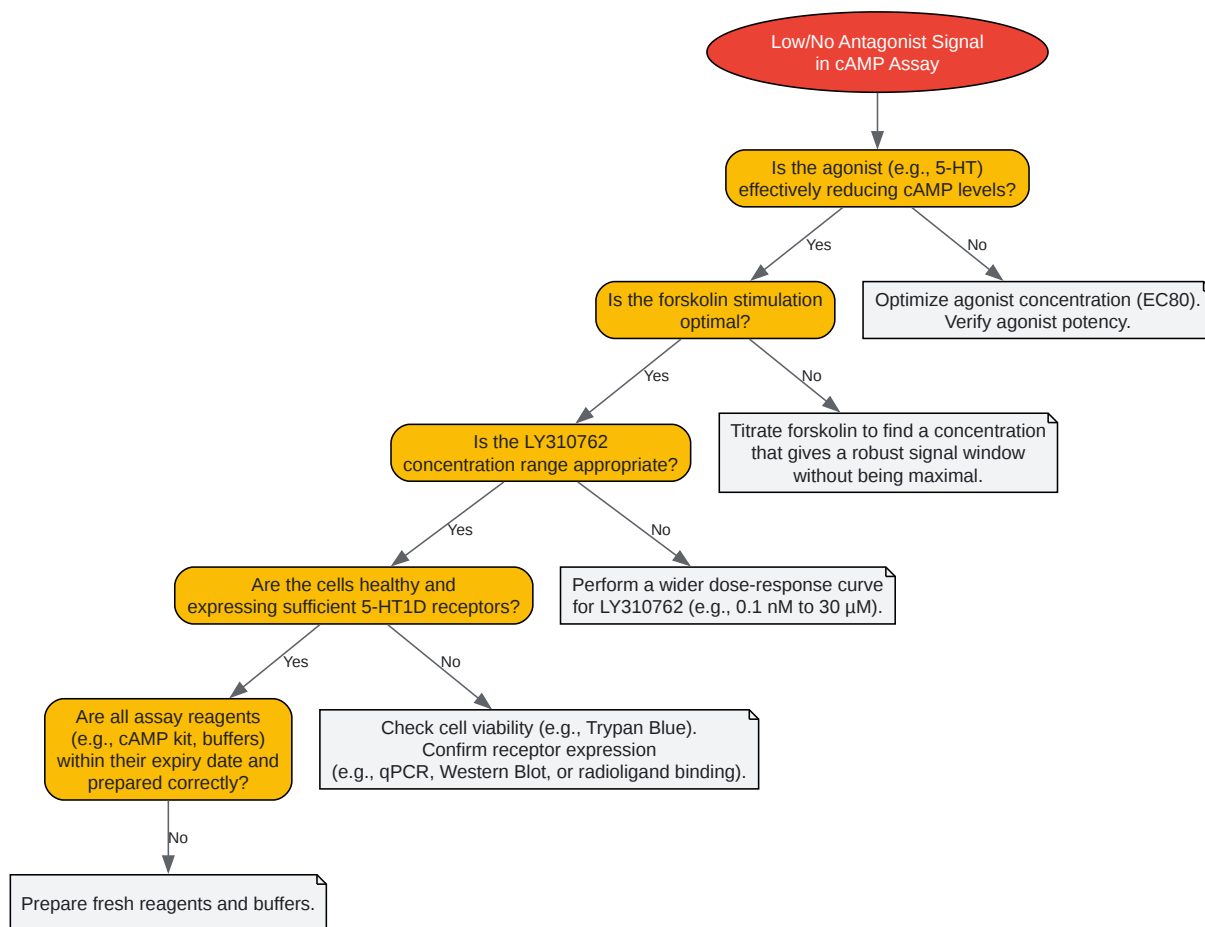 Low/No Antagonist Signal
in cAMP Assay
Is the agonist (e.g., 5-HT)
effectively reducing cAMP levels?
Yes
No
Is the forskolin stimulation
optimal?
Optimize agonist concentration (EC80).
Verify agonist potency.
Yes
No
Is the LY310762
concentration range appropriate?
Titrate forskolin to find a concentration
that gives a robust signal window
without being maximal.
Yes
No
Are the cells healthy and
expressing sufficient 5-HT1D receptors?
Perform a wider dose-response curve
for LY310762 (e.g., 0.1 nM to 30 µM).
Yes
No
Are all assay reagents
(e.g., cAMP kit, buffers)
within their expiry date and
prepared correctly?
Check cell viability (e.g., Trypan Blue).
Confirm receptor expression
(e.g., qPCR, Western Blot, or radioligand binding).
No
Prepare fresh reagents and buffers.